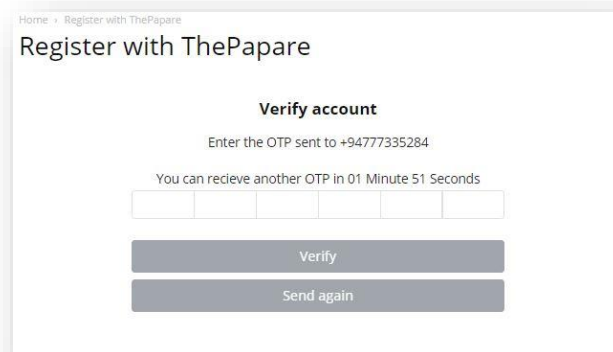 Home › Register with ThePapare
Register with ThePapare
Verify account
Enter the OTP sent to +94777335284
You can recieve another OTP in 01 Minute 51 Seconds
Verify
Send again